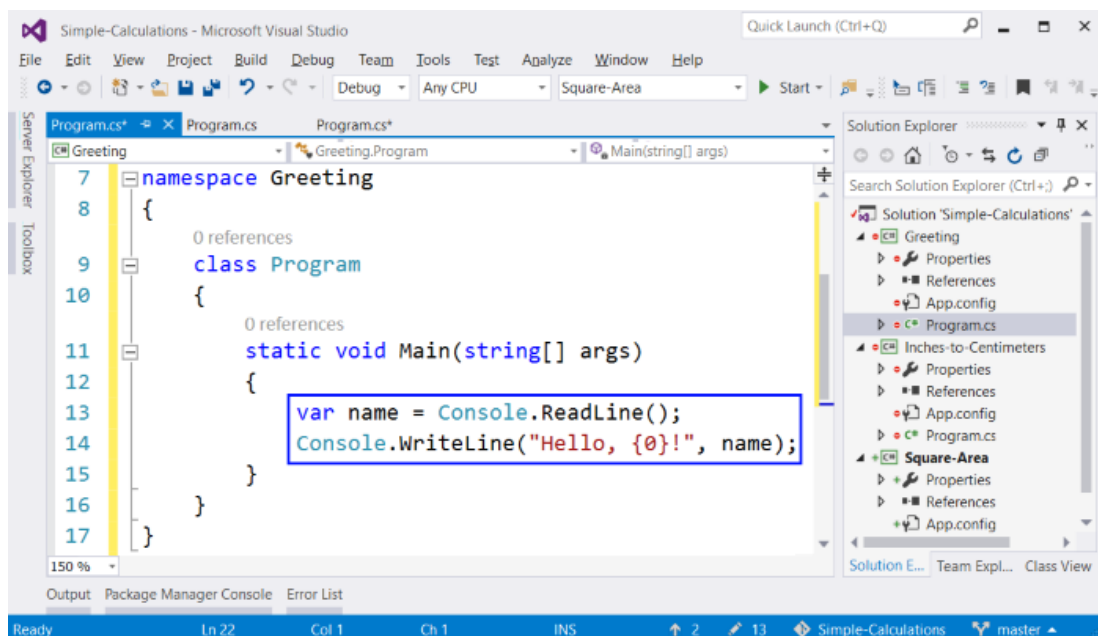 Simple-Calculations - Microsoft Visual Studio
Quick Launch (Ctrl+Q)
File Edit View Project Build Debug Team Tools Test Analyze Window Help
Debug Any CPU Square-Area Start
Server Explorer
Toolbox
Program.cs* Program.cs Program.cs*
Greeting Greeting.Program Main(string[] args)
7 namespace Greeting
8 {
0 references
9 class Program
10 {
0 references
11 static void Main(string[] args)
12 {
13 var name = Console.ReadLine();
14 Console.WriteLine("Hello, {0}!", name);
15 }
16 }
17 }
150 %
Solution Explorer
Search Solution Explorer (Ctrl+;)
Solution 'Simple-Calculations'
C# Greeting
Properties
References
App.config
C# Program.cs
C# Inches-to-Centimeters
Properties
References
App.config
C# Program.cs
C# Square-Area
Properties
References
App.config
Solution E... Team Expl... Class View
Output Package Manager Console Error List
Ready Ln 22 Col 1 Ch 1 INS 2 13 Simple-Calculations master